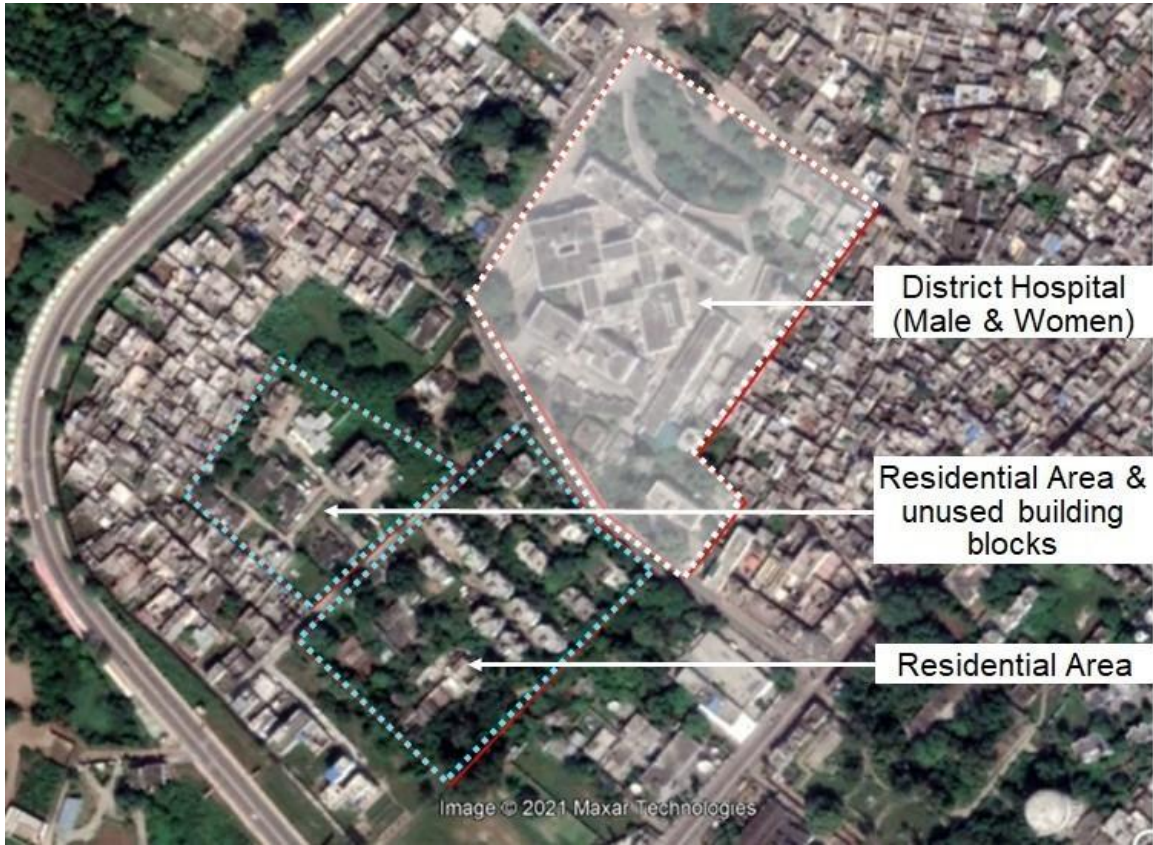 District Hospital
(Male & Women)
Residential Area &
unused building
blocks
Residential Area
Image © 2021 Maxar Technologies